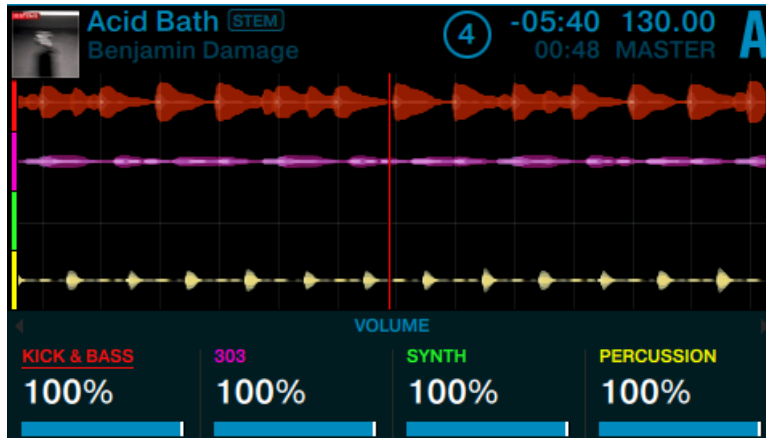 Acid Bath STEM
Benjamin Damage
4
-05:40 130.00
00:48 MASTER
A
VOLUME
KICK & BASS 303 SYNTH PERCUSSION
100% 100% 100% 100%